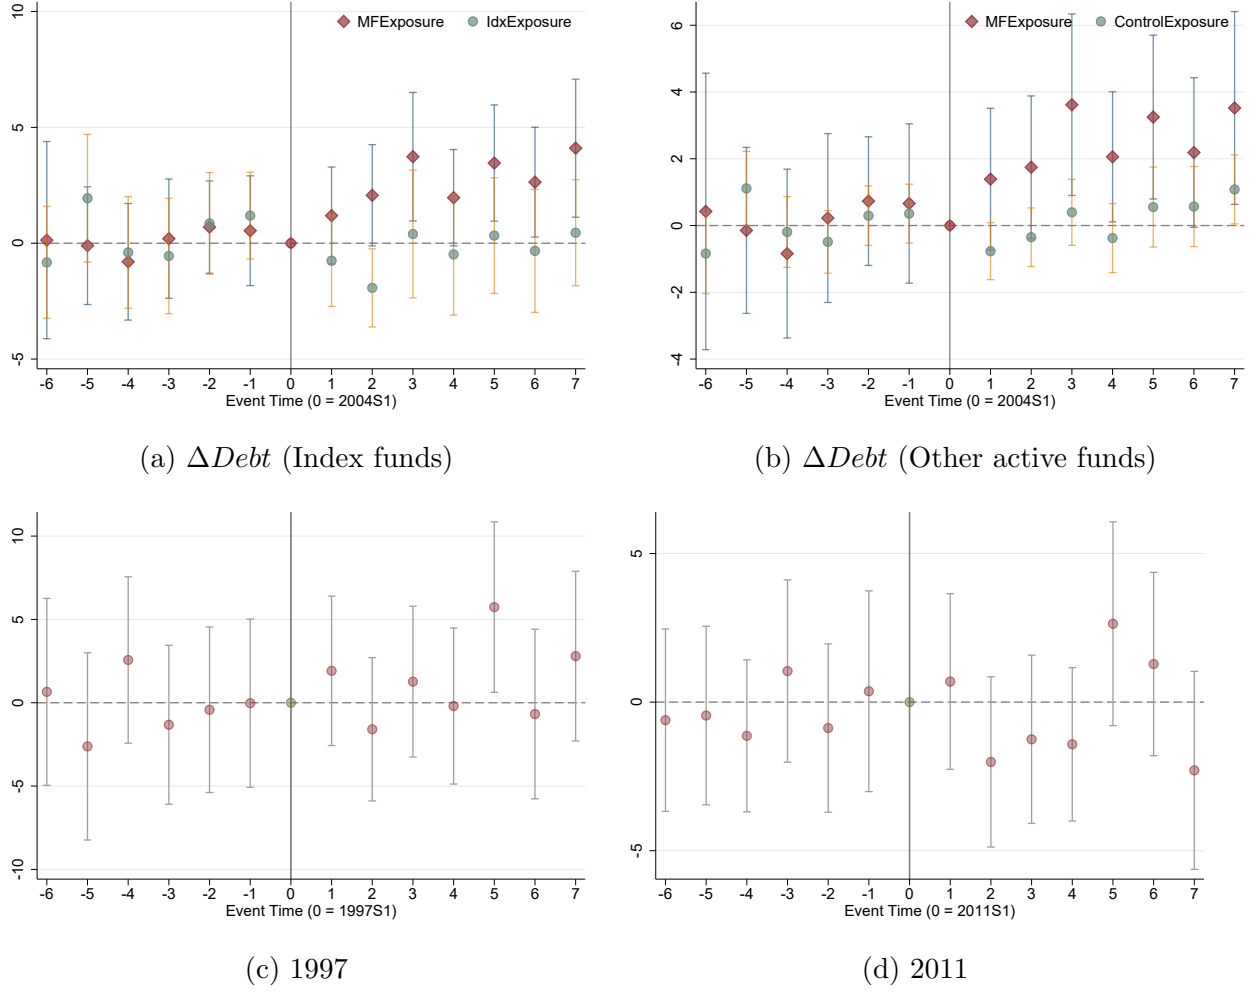 MFExposure IdxExposure
10
5
0
-5
-6 -5 -4 -3 -2 -1 0 1 2 3 4 5 6 7
Event Time (0 = 2004S1)
(a) ΔDebt (Index funds)
MFExposure ControlExposure
6
4
2
0
-2
-4
-6 -5 -4 -3 -2 -1 0 1 2 3 4 5 6 7
Event Time (0 = 2004S1)
(b) ΔDebt (Other active funds)
10
5
0
-5
-10
-6 -5 -4 -3 -2 -1 0 1 2 3 4 5 6 7
Event Time (0 = 1997S1)
(c) 1997
5
0
-5
-6 -5 -4 -3 -2 -1 0 1 2 3 4 5 6 7
Event Time (0 = 2011S1)
(d) 2011